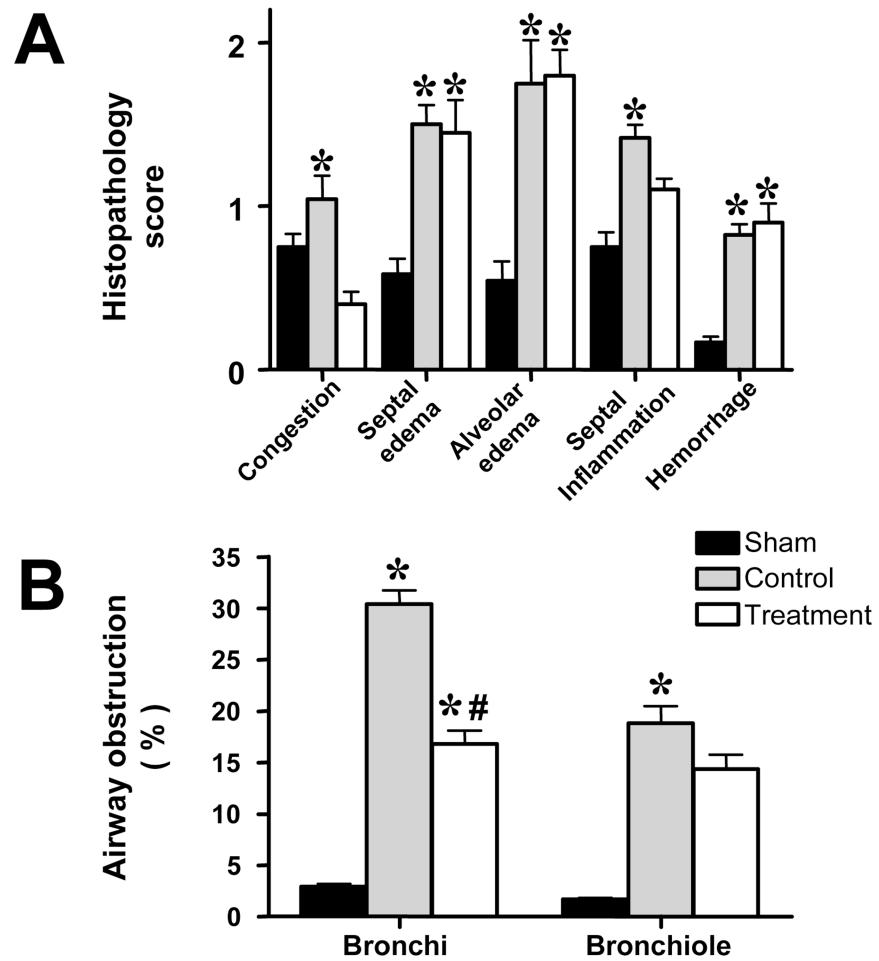 A
Histopathology
score
2
1
0
* * * * * * * *
Congestion
Septal
edema
Alveolar
edema
Septal
Inflammation
Hemorrhage
B
Airway obstruction
( % )
35
30
25
20
15
10
5
0
*
*#
*
Sham
Control
Treatment
Bronchi
Bronchiole